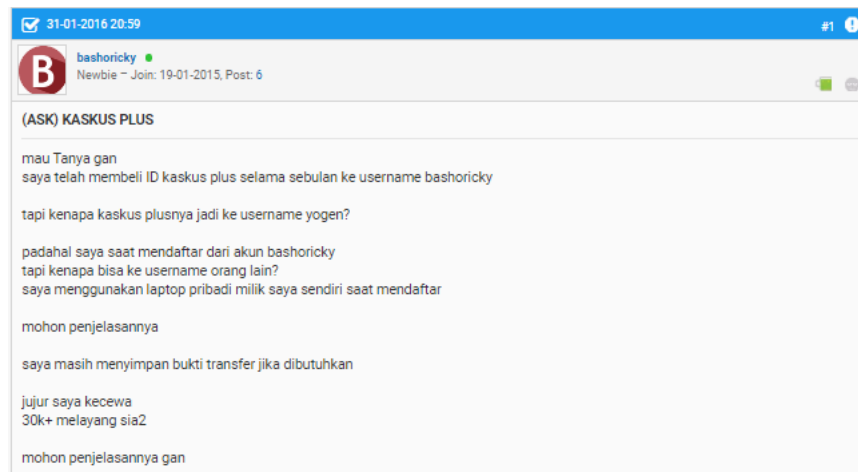 31-01-2016 20:59
#1
B
bashoricky
Newbie - Join: 19-01-2015, Post: 6
(ASK) KASKUS PLUS
mau Tanya gan
saya telah membeli ID kaskus plus selama sebulan ke username bashoricky
tapi kenapa kaskus plusnya jadi ke username yogen?
padahal saya saat mendaftar dari akun bashoricky
tapi kenapa bisa ke username orang lain?
saya menggunakan laptop pribadi milik saya sendiri saat mendaftar
mohon penjelasannya
saya masih menyimpan bukti transfer jika dibutuhkan
jujur saya kecewa
30k+ melayang sia2
mohon penjelasannya gan